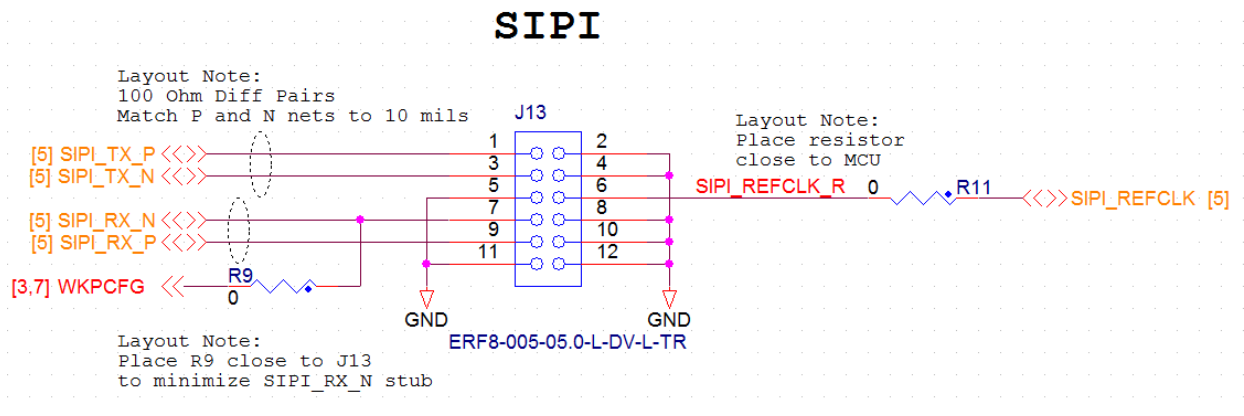 SIPI
Layout Note:
100 Ohm Diff Pairs
Match P and N nets to 10 mils
J13
Layout Note:
Place resistor
close to MCU
[5] SIPI_TX_P
1
2
[5] SIPI_TX_N
3
4
5
6
SIPI_REFCLK_R
0
R11
SIPI_REFCLK [5]
[5] SIPI_RX_N
7
8
[5] SIPI_RX_P
9
10
11
12
[3,7] WKPCFG
R9
0
GND
GND
ERF8-005-05.0-L-DV-L-TR
Layout Note:
Place R9 close to J13
to minimize SIPI_RX_N stub